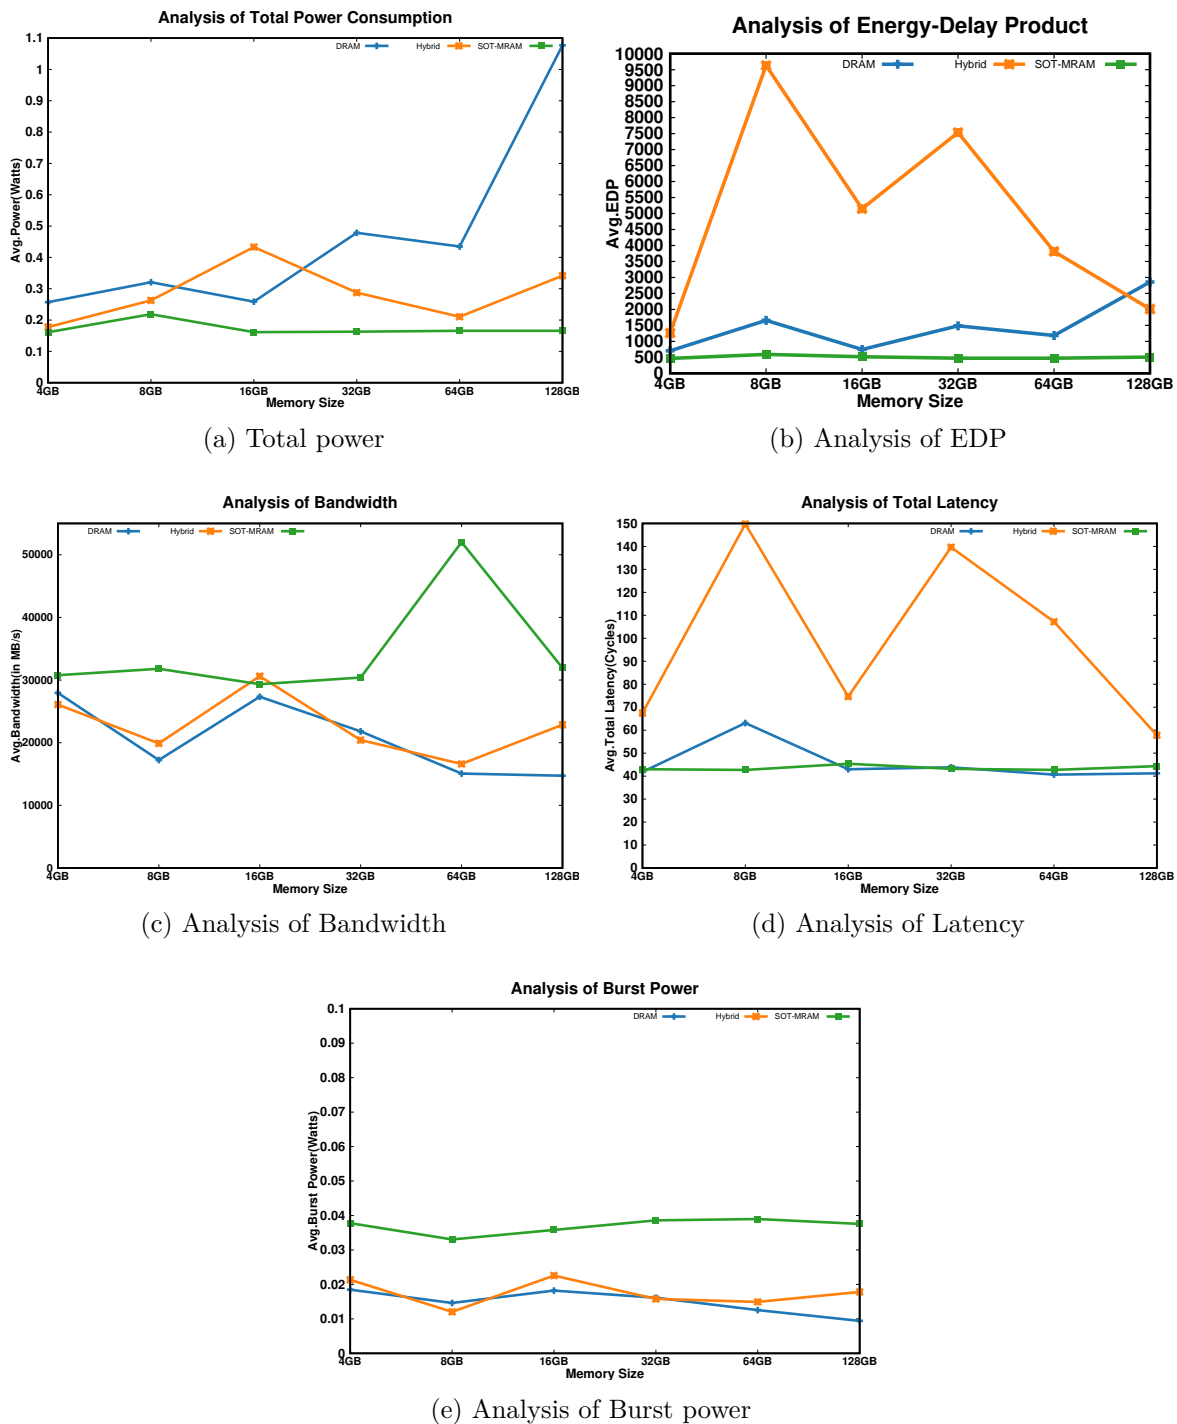 Analysis of Total Power Consumption
DRAM Hybrid SOT-MRAM
1.1
1
0.9
0.8
0.7
0.6
0.5
0.4
0.3
0.2
0.1
0
Avg.Power(Watts)
4GB 8GB 16GB 32GB 64GB 128GB
Memory Size
(a) Total power
Analysis of Energy-Delay Product
DRAM Hybrid SOT-MRAM
10000
9500
9000
8500
8000
7500
7000
6500
6000
5500
5000
4500
4000
3500
3000
2500
2000
1500
1000
500
0
Avg.EDP
4GB 8GB 16GB 32GB 64GB 128GB
Memory Size
(b) Analysis of EDP
Analysis of Bandwidth
DRAM Hybrid SOT-MRAM
50000
40000
30000
20000
10000
0
Avg.Bandwidth(in MB/s)
4GB 8GB 16GB 32GB 64GB 128GB
Memory Size
(c) Analysis of Bandwidth
Analysis of Total Latency
DRAM Hybrid SOT-MRAM
150
140
130
120
110
100
90
80
70
60
50
40
30
20
10
0
Avg.Total Latency(Cycles)
4GB 8GB 16GB 32GB 64GB 128GB
Memory Size
(d) Analysis of Latency
Analysis of Burst Power
DRAM Hybrid SOT-MRAM
0.1
0.09
0.08
0.07
0.06
0.05
0.04
0.03
0.02
0.01
0
Avg.Burst Power(Watts)
4GB 8GB 16GB 32GB 64GB 128GB
Memory Size
(e) Analysis of Burst power